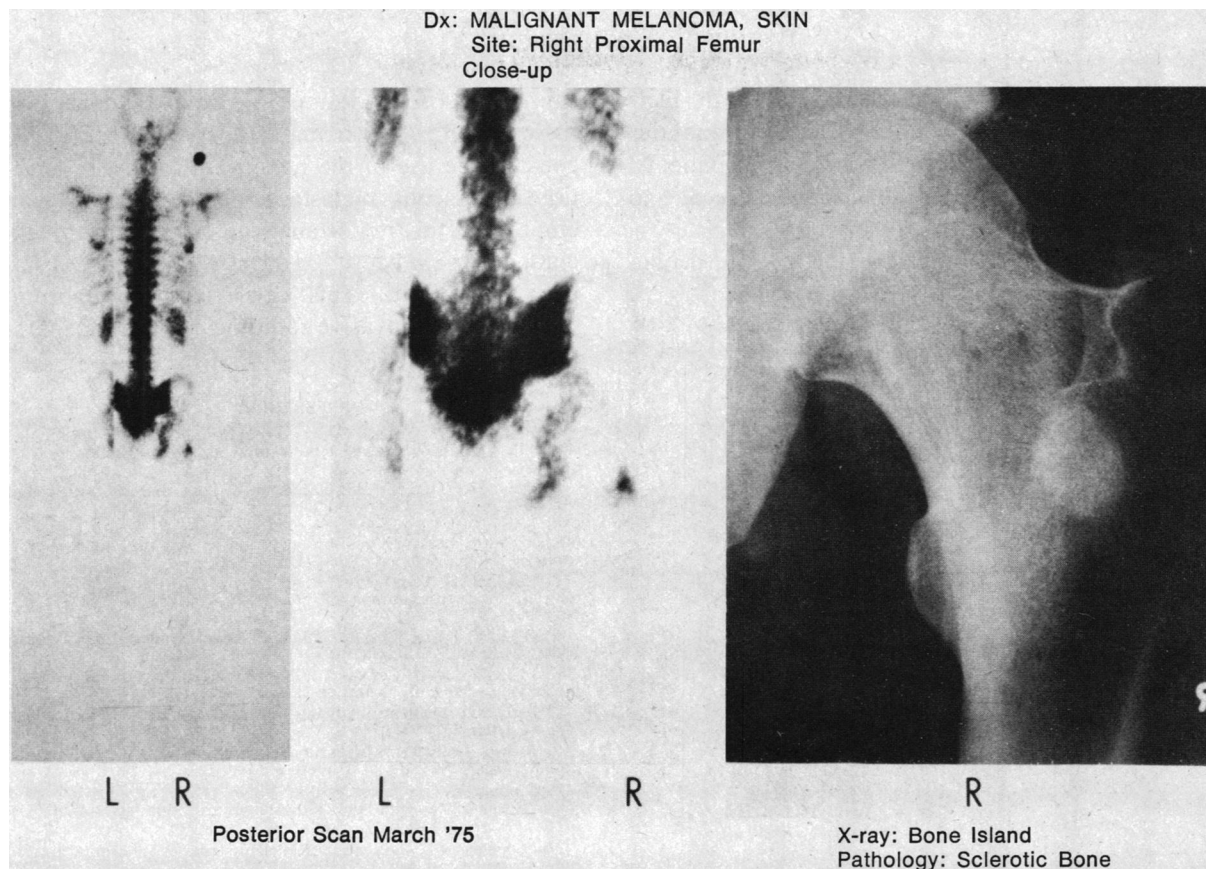 Dx: MALIGNANT MELANOMA, SKIN
Site: Right Proximal Femur
Close-up
L R
L R
R
Posterior Scan March '75
X-ray: Bone Island
Pathology: Sclerotic Bone